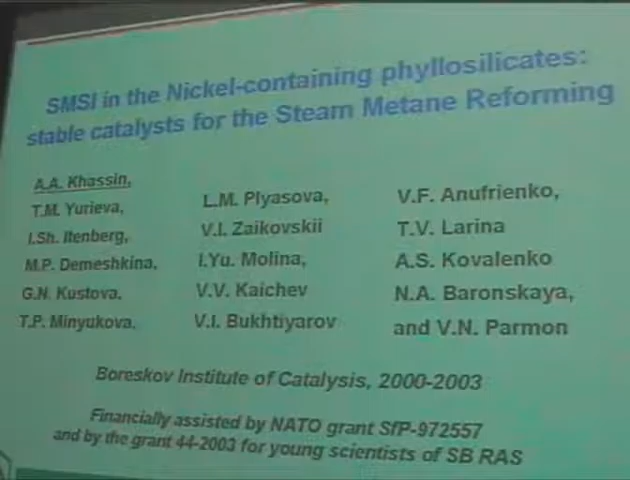 SMSI in the Nickel-containing phyllosilicates:
stable catalysts for the Steam Metane Reforming
A.A. Khassin,
T.M. Yurieva,
I.Sh. Itenberg,
M.P. Demeshkina,
G.N. Kustova,
T.P. Minyukova,
L.M. Plyasova,
V.I. Zaikovskii
I.Yu. Molina,
V.V. Kaichev
V.I. Bukhtiyarov
V.F. Anufrienko,
T.V. Larina
A.S. Kovalenko
N.A. Baronskaya,
and V.N. Parmon
Boreskov Institute of Catalysis, 2000-2003
Financially assisted by NATO grant SfP-972557
and by the grant 44-2003 for young scientists of SB RAS